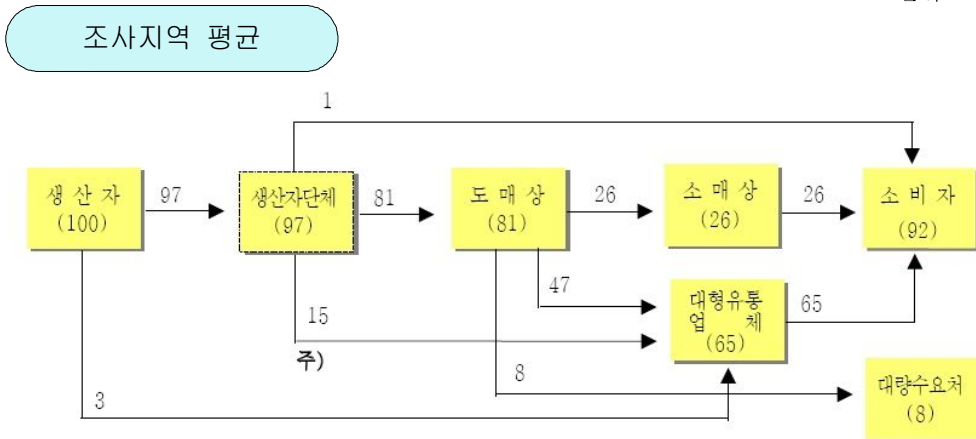 조사지역 평균
1
생 산 자
(100)
97
생산자단체
(97)
81
도 매 상
(81)
26
소 매 상
(26)
26
소 비 자
(92)
47
대형유통
업 체
(65)
65
15
주)
8
대량수요처
(8)
3